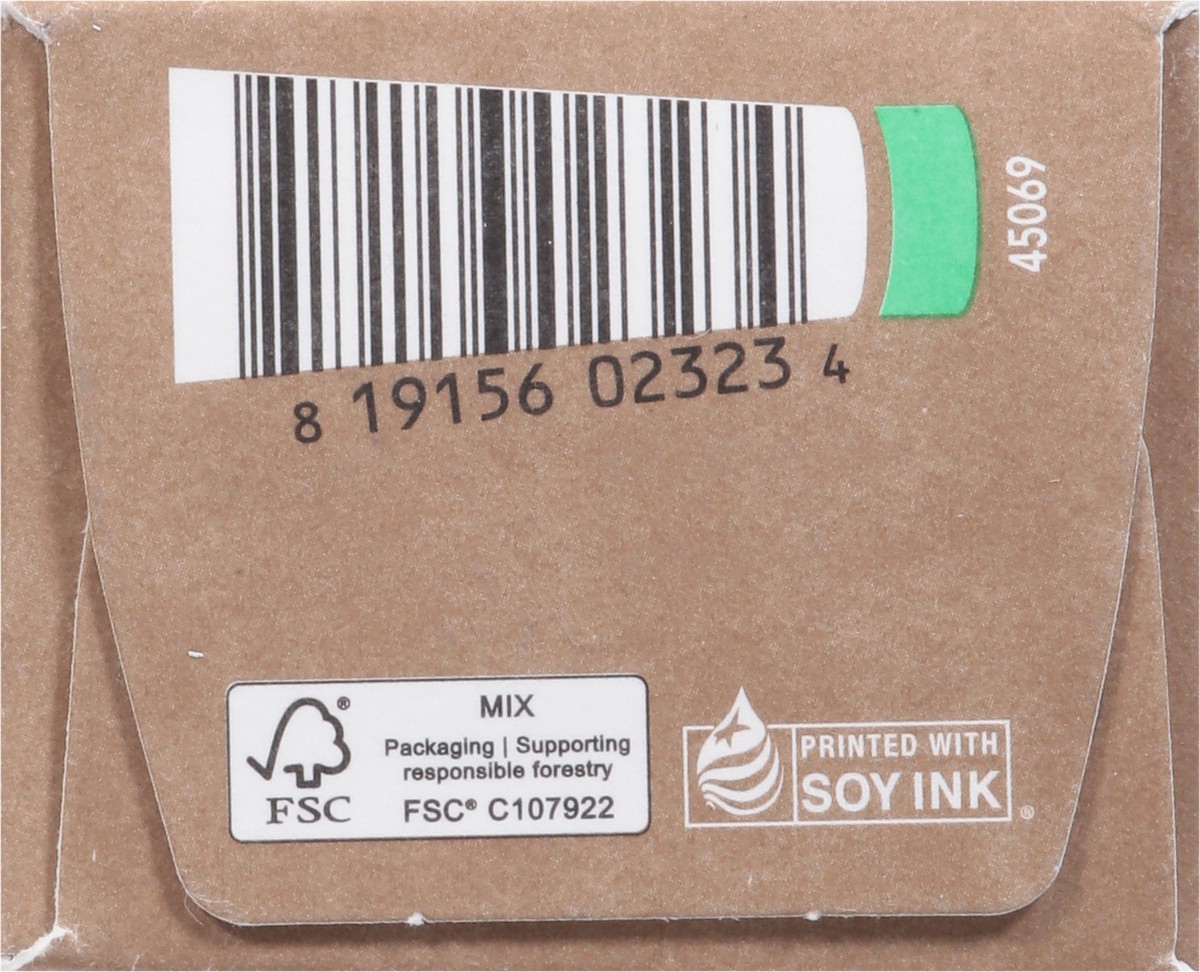 45069
8 19156 02323 4
MIX
Packaging | Supporting
responsible forestry
FSC® C107922
®
FSC
PRINTED WITH
SOY INK
®